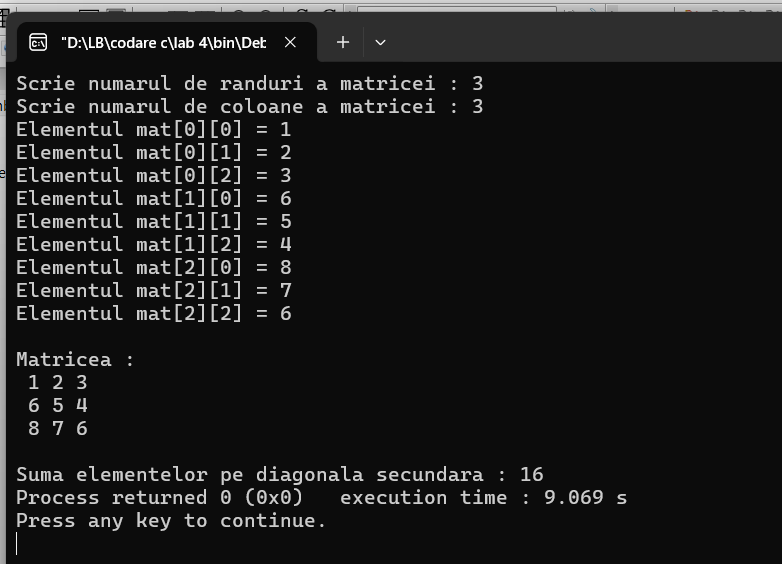 "D:\LB\codare c\lab 4\bin\Deb
Scrie numarul de randuri a matricei : 3
Scrie numarul de coloane a matricei : 3
Elementul mat[0][0] = 1
Elementul mat[0][1] = 2
Elementul mat[0][2] = 3
Elementul mat[1][0] = 6
Elementul mat[1][1] = 5
Elementul mat[1][2] = 4
Elementul mat[2][0] = 8
Elementul mat[2][1] = 7
Elementul mat[2][2] = 6
Matricea :
1 2 3
6 5 4
8 7 6
Suma elementelor pe diagonala secundara : 16
Process returned 0 (0x0)   execution time : 9.069 s
Press any key to continue.